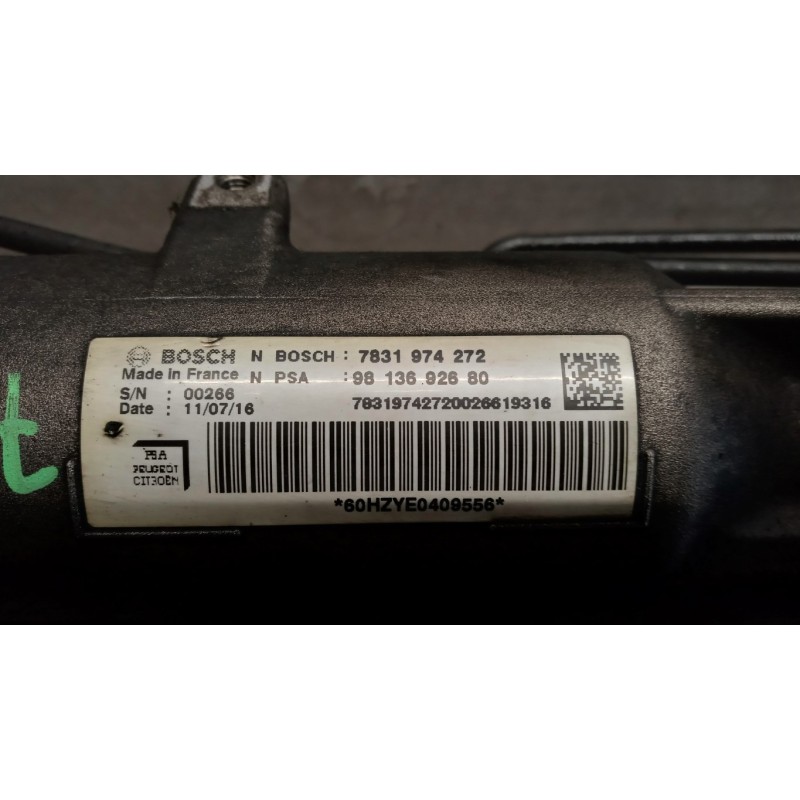 BOSCH N BOSCH : 7831 974 272
Made in France N PSA : 98 136 926 80
S/N : 00266
Date : 11/07/16 78319742720026619316
PSA
PEUGEOT
CITROËN
*60HZYE0409556*
t